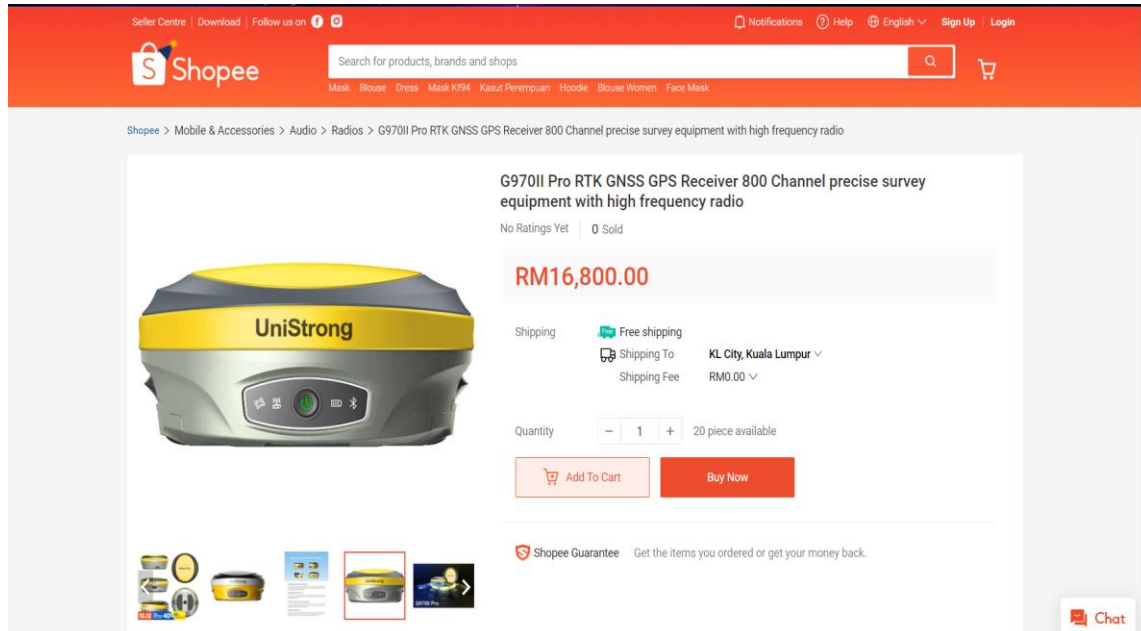 Seller Centre | Download | Follow us on
Notifications Help English Sign Up | Login
Shopee
Search for products, brands and shops
Mask Blouse Dress Mask Kf94 Kasut Perempuan Hoodie Blouse Women Face Mask
Shopee > Mobile & Accessories > Audio > Radios > G970II Pro RTK GNSS GPS Receiver 800 Channel precise survey equipment with high frequency radio
G970II Pro RTK GNSS GPS Receiver 800 Channel precise survey
equipment with high frequency radio
No Ratings Yet 0 Sold
RM16,800.00
UniStrong
Shipping Free shipping
Shipping To KL City, Kuala Lumpur
Shipping Fee RM0.00
Quantity - 1 + 20 piece available
Add To Cart Buy Now
Shopee Guarantee Get the items you ordered or get your money back.
UniStrong
G970II Pro
Chat